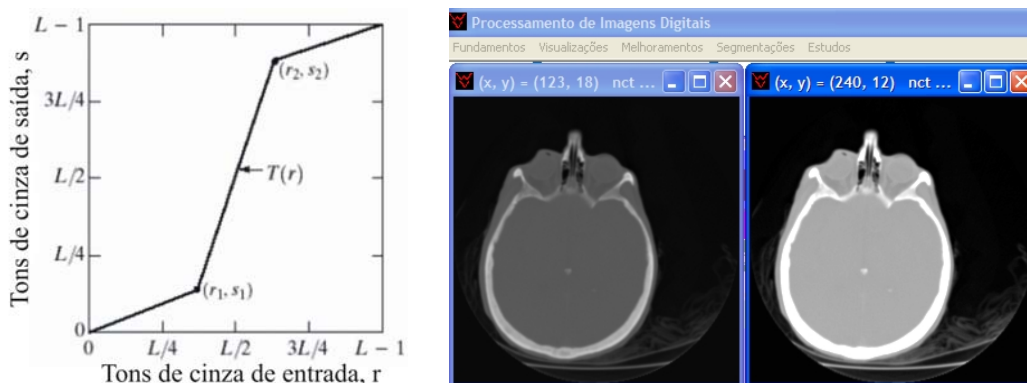 L − 1
3L/4
L/2
L/4
0
Tons de cinza de saída, s
(r₂, s₂)
T(r)
(r₁, s₁)
0 L/4 L/2 3L/4 L − 1
Tons de cinza de entrada, r
Processamento de Imagens Digitais
Fundamentos Visualizações Melhoramentos Segmentações Estudos
(x, y) = (123, 18) nct ...
(x, y) = (240, 12) nct ...